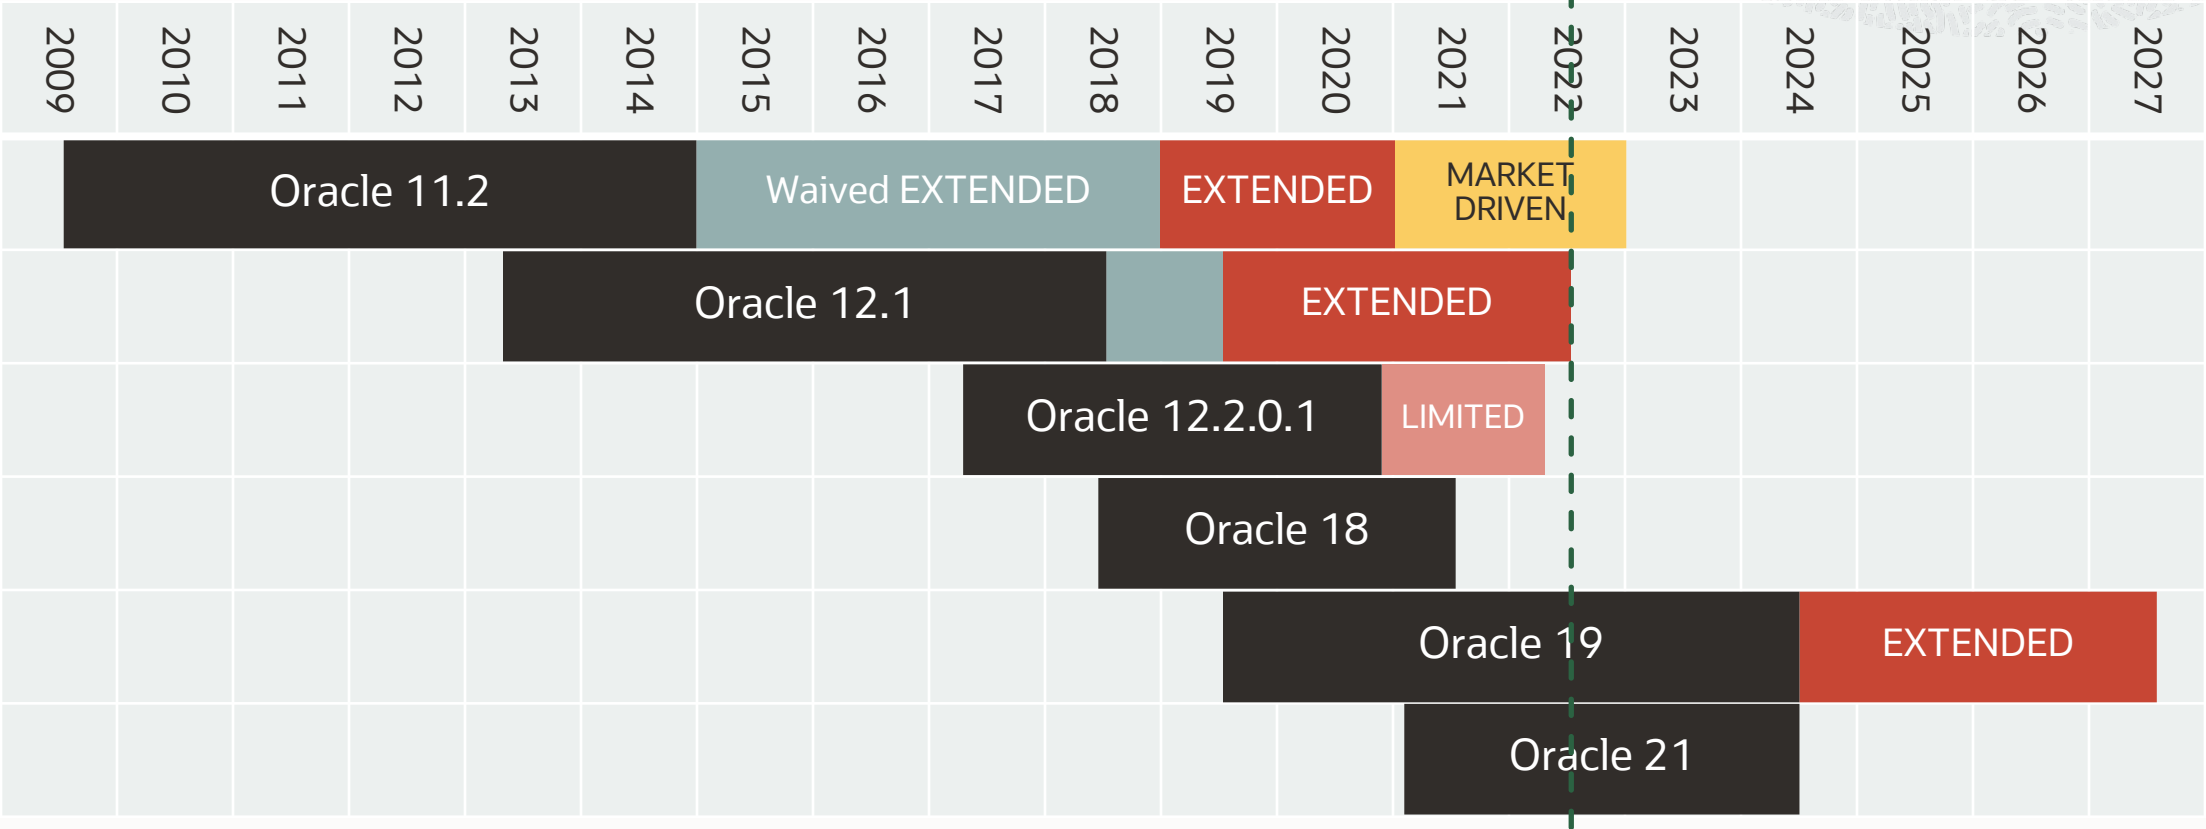 2009
2010
2011
2012
2013
2014
2015
2016
2017
2018
2019
2020
2021
2022
2023
2024
2025
2026
2027
Oracle 11.2
Waived EXTENDED
EXTENDED
MARKET
DRIVEN
Oracle 12.1
EXTENDED
Oracle 12.2.0.1
LIMITED
Oracle 18
Oracle 19
EXTENDED
Oracle 21